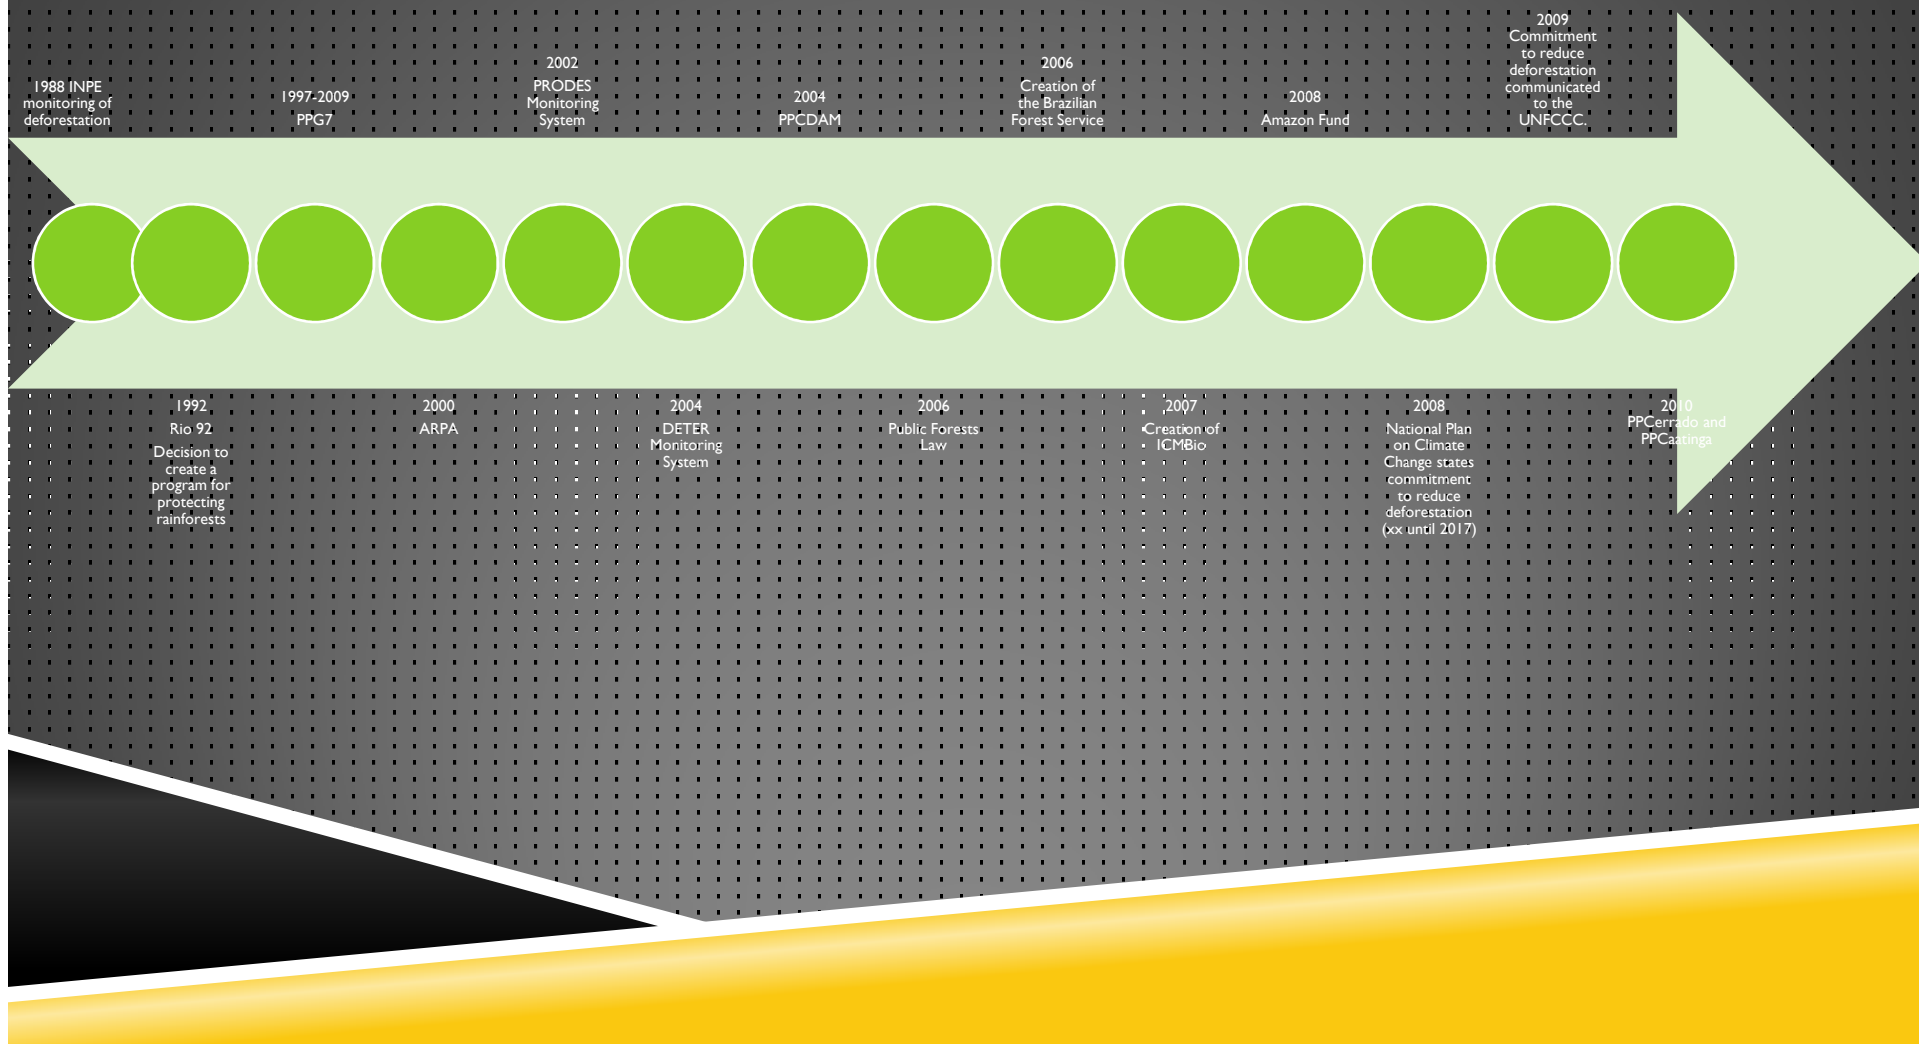 1988 INPE
monitoring of
deforestation
1997-2009
PPG7
2002
PRODES
Monitoring
System
2004
PPCDAM
2006
Creation of
the Brazilian
Forest Service
2008
Amazon Fund
2009
Commitment
to reduce
deforestation
communicated
to the
UNFCCC.
1992
Rio 92
Decision to
create a
program for
protecting
rainforests
2000
ARPA
2004
DETER
Monitoring
System
2006
Public Forests
Law
2007
Creation of
ICMBio
2008
National Plan
on Climate
Change states
commitment
to reduce
deforestation
(xx until 2017)
2010
PPCerrado and
PPCaatinga